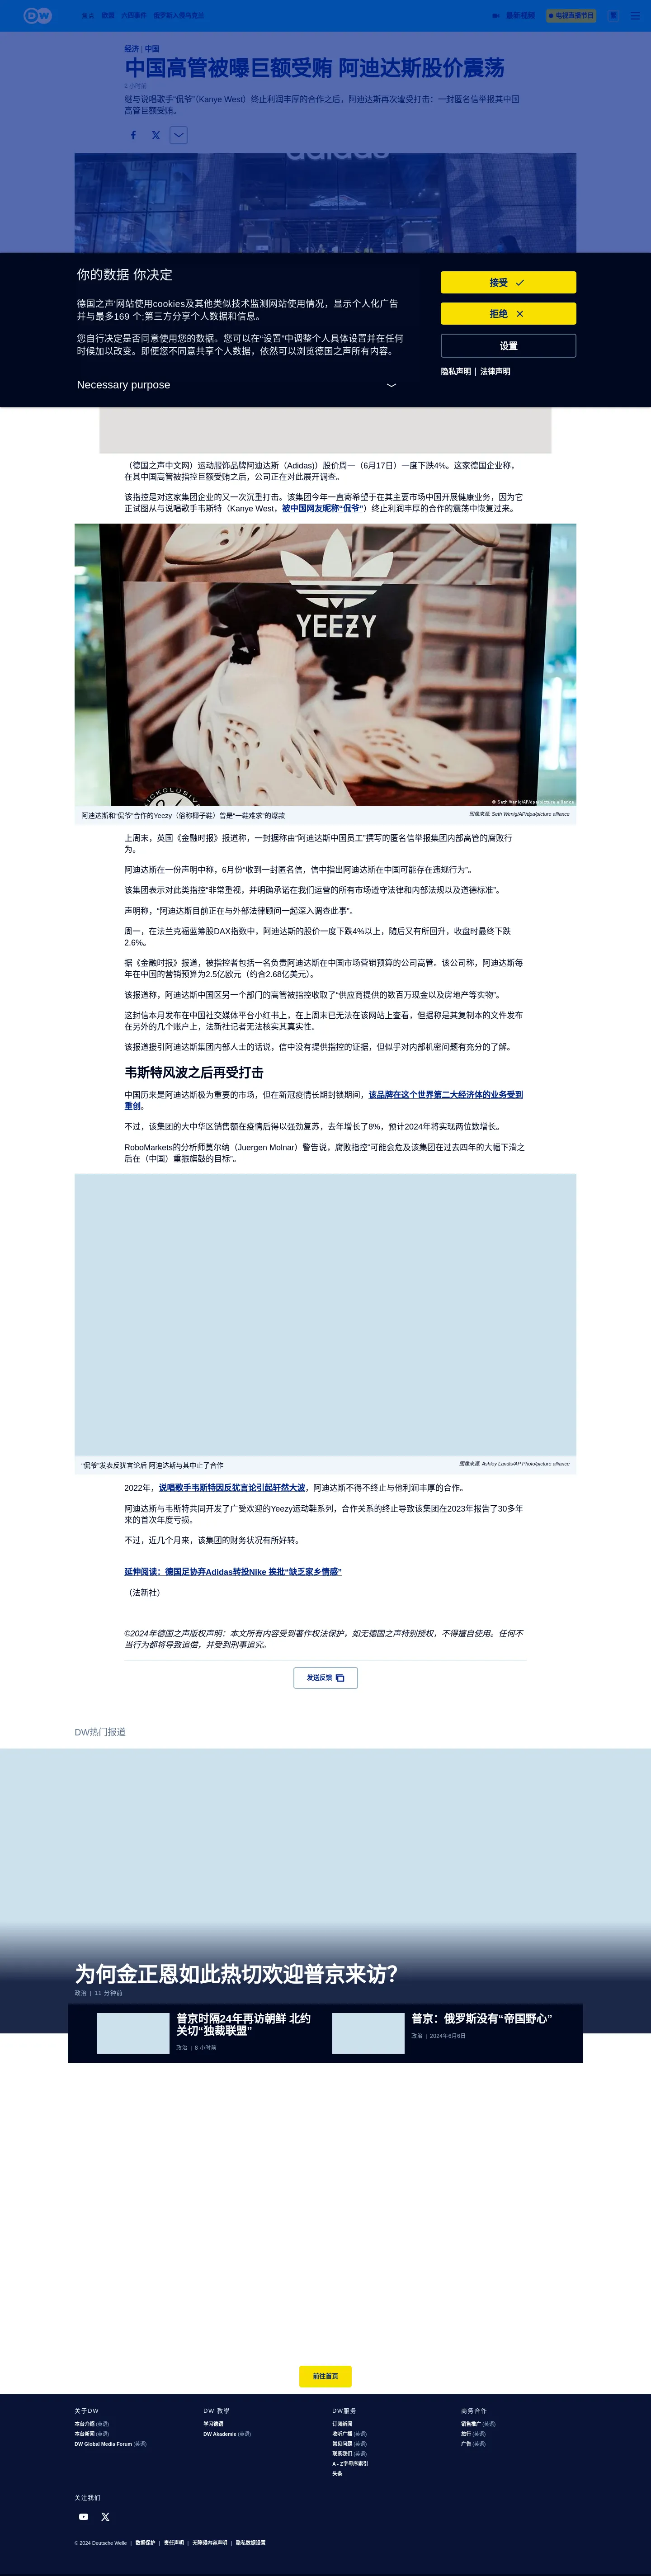 DW
焦点 德媒 六四事件 俄罗斯入侵乌克兰
最新视频
电视直播节目
繁
经济 | 中国
中国高管被曝巨额受贿 阿迪达斯股价震荡
2 小时前
继与说唱歌手“侃爷”（Kanye West）终止利润丰厚的合作之后，阿迪达斯再次遭受打击：一封匿名信举报其中国
高管巨额受贿。
adidas
你的数据 你决定
德国之声’网站使用cookies及其他类似技术监测网站使用情况，显示个人化广告
并与最多169 个;第三方分享个人数据和信息。
您自行决定是否同意使用您的数据。您可以在“设置”中调整个人具体设置并在任何
时候加以改变。即便您不同意共享个人数据，依然可以浏览德国之声所有内容。
Necessary purpose
接受
拒绝
设置
隐私声明 | 法律声明
（德国之声中文网）运动服饰品牌阿迪达斯（Adidas)）股价周一（6月17日）一度下跌4%。这家德国企业称，
在其中国高管被指控巨额受贿之后，公司正在对此展开调查。
该指控是对这家集团企业的又一次沉重打击。该集团今年一直寄希望于在其主要市场中国开展健康业务，因为它
正试图从与说唱歌手韦斯特（Kanye West，被中国网友昵称“侃爷”）终止利润丰厚的合作的震荡中恢复过来。
YEEZY
© Seth Wenig/AP/dpa/picture alliance
阿迪达斯和“侃爷”合作的Yeezy（俗称椰子鞋）曾是“一鞋难求”的爆款
图像来源: Seth Wenig/AP/dpa/picture alliance
上周末，英国《金融时报》报道称，一封据称由“阿迪达斯中国员工”撰写的匿名信举报集团内部高管的腐败行
为。
阿迪达斯在一份声明中称，6月份“收到一封匿名信，信中指出阿迪达斯在中国可能存在违规行为”。
该集团表示对此类指控“非常重视，并明确承诺在我们运营的所有市场遵守法律和内部法规以及道德标准”。
声明称，“阿迪达斯目前正在与外部法律顾问一起深入调查此事”。
周一，在法兰克福蓝筹股DAX指数中，阿迪达斯的股价一度下跌4%以上，随后又有所回升，收盘时最终下跌
2.6%。
据《金融时报》报道，被指控者包括一名负责阿迪达斯在中国市场营销预算的公司高管。该公司称，阿迪达斯每
年在中国的营销预算为2.5亿欧元（约合2.68亿美元）。
该报道称，阿迪达斯中国区另一个部门的高管被指控收取了“供应商提供的数百万现金以及房地产等实物”。
这封信本月发布在中国社交媒体平台小红书上，在上周末已无法在该网站上查看，但据称是其复制本的文件发布
在另外的几个账户上，法新社记者无法核实其真实性。
该报道援引阿迪达斯集团内部人士的话说，信中没有提供指控的证据，但似乎对内部机密问题有充分的了解。
韦斯特风波之后再受打击
中国历来是阿迪达斯极为重要的市场，但在新冠疫情长期封锁期间，该品牌在这个世界第二大经济体的业务受到
重创。
不过，该集团的大中华区销售额在疫情后得以强劲复苏，去年增长了8%，预计2024年将实现两位数增长。
RoboMarkets的分析师莫尔纳（Juergen Molnar）警告说，腐败指控“可能会危及该集团在过去四年的大幅下滑之
后在（中国）重振旗鼓的目标”。
“侃爷”发表反犹言论后 阿迪达斯与其中止了合作
图像来源: Ashley Landis/AP Photo/picture alliance
2022年，说唱歌手韦斯特因反犹言论引起轩然大波，阿迪达斯不得不终止与他利润丰厚的合作。
阿迪达斯与韦斯特共同开发了广受欢迎的Yeezy运动鞋系列，合作关系的终止导致该集团在2023年报告了30多年
来的首次年度亏损。
不过，近几个月来，该集团的财务状况有所好转。
延伸阅读：德国足协弃Adidas转投Nike 挨批“缺乏家乡情感”
（法新社）
©2024年德国之声版权声明：本文所有内容受到著作权法保护，如无德国之声特别授权，不得擅自使用。任何不
当行为都将导致追偿，并受到刑事追究。
发送反馈
DW热门报道
为何金正恩如此热切欢迎普京来访？
政治 | 11 分钟前
普京时隔24年再访朝鲜 北约
关切“独裁联盟”
政治 | 8 小时前
普京：俄罗斯没有“帝国野心”
政治 | 2024年6月6日
前往首页
关于DW
本台介绍 (英语)
本台新闻 (英语)
DW Global Media Forum (英语)
DW 教学
学习德语
DW Akademie (英语)
DW服务
订阅新闻
收听广播 (英语)
常见问题 (英语)
联系我们 (英语)
A - Z字母序索引
头条
商务合作
销售推广 (英语)
旅行 (英语)
广告 (英语)
关注我们
© 2024 Deutsche Welle | 数据保护 | 责任声明 | 无障碍内容声明 | 隐私数据设置